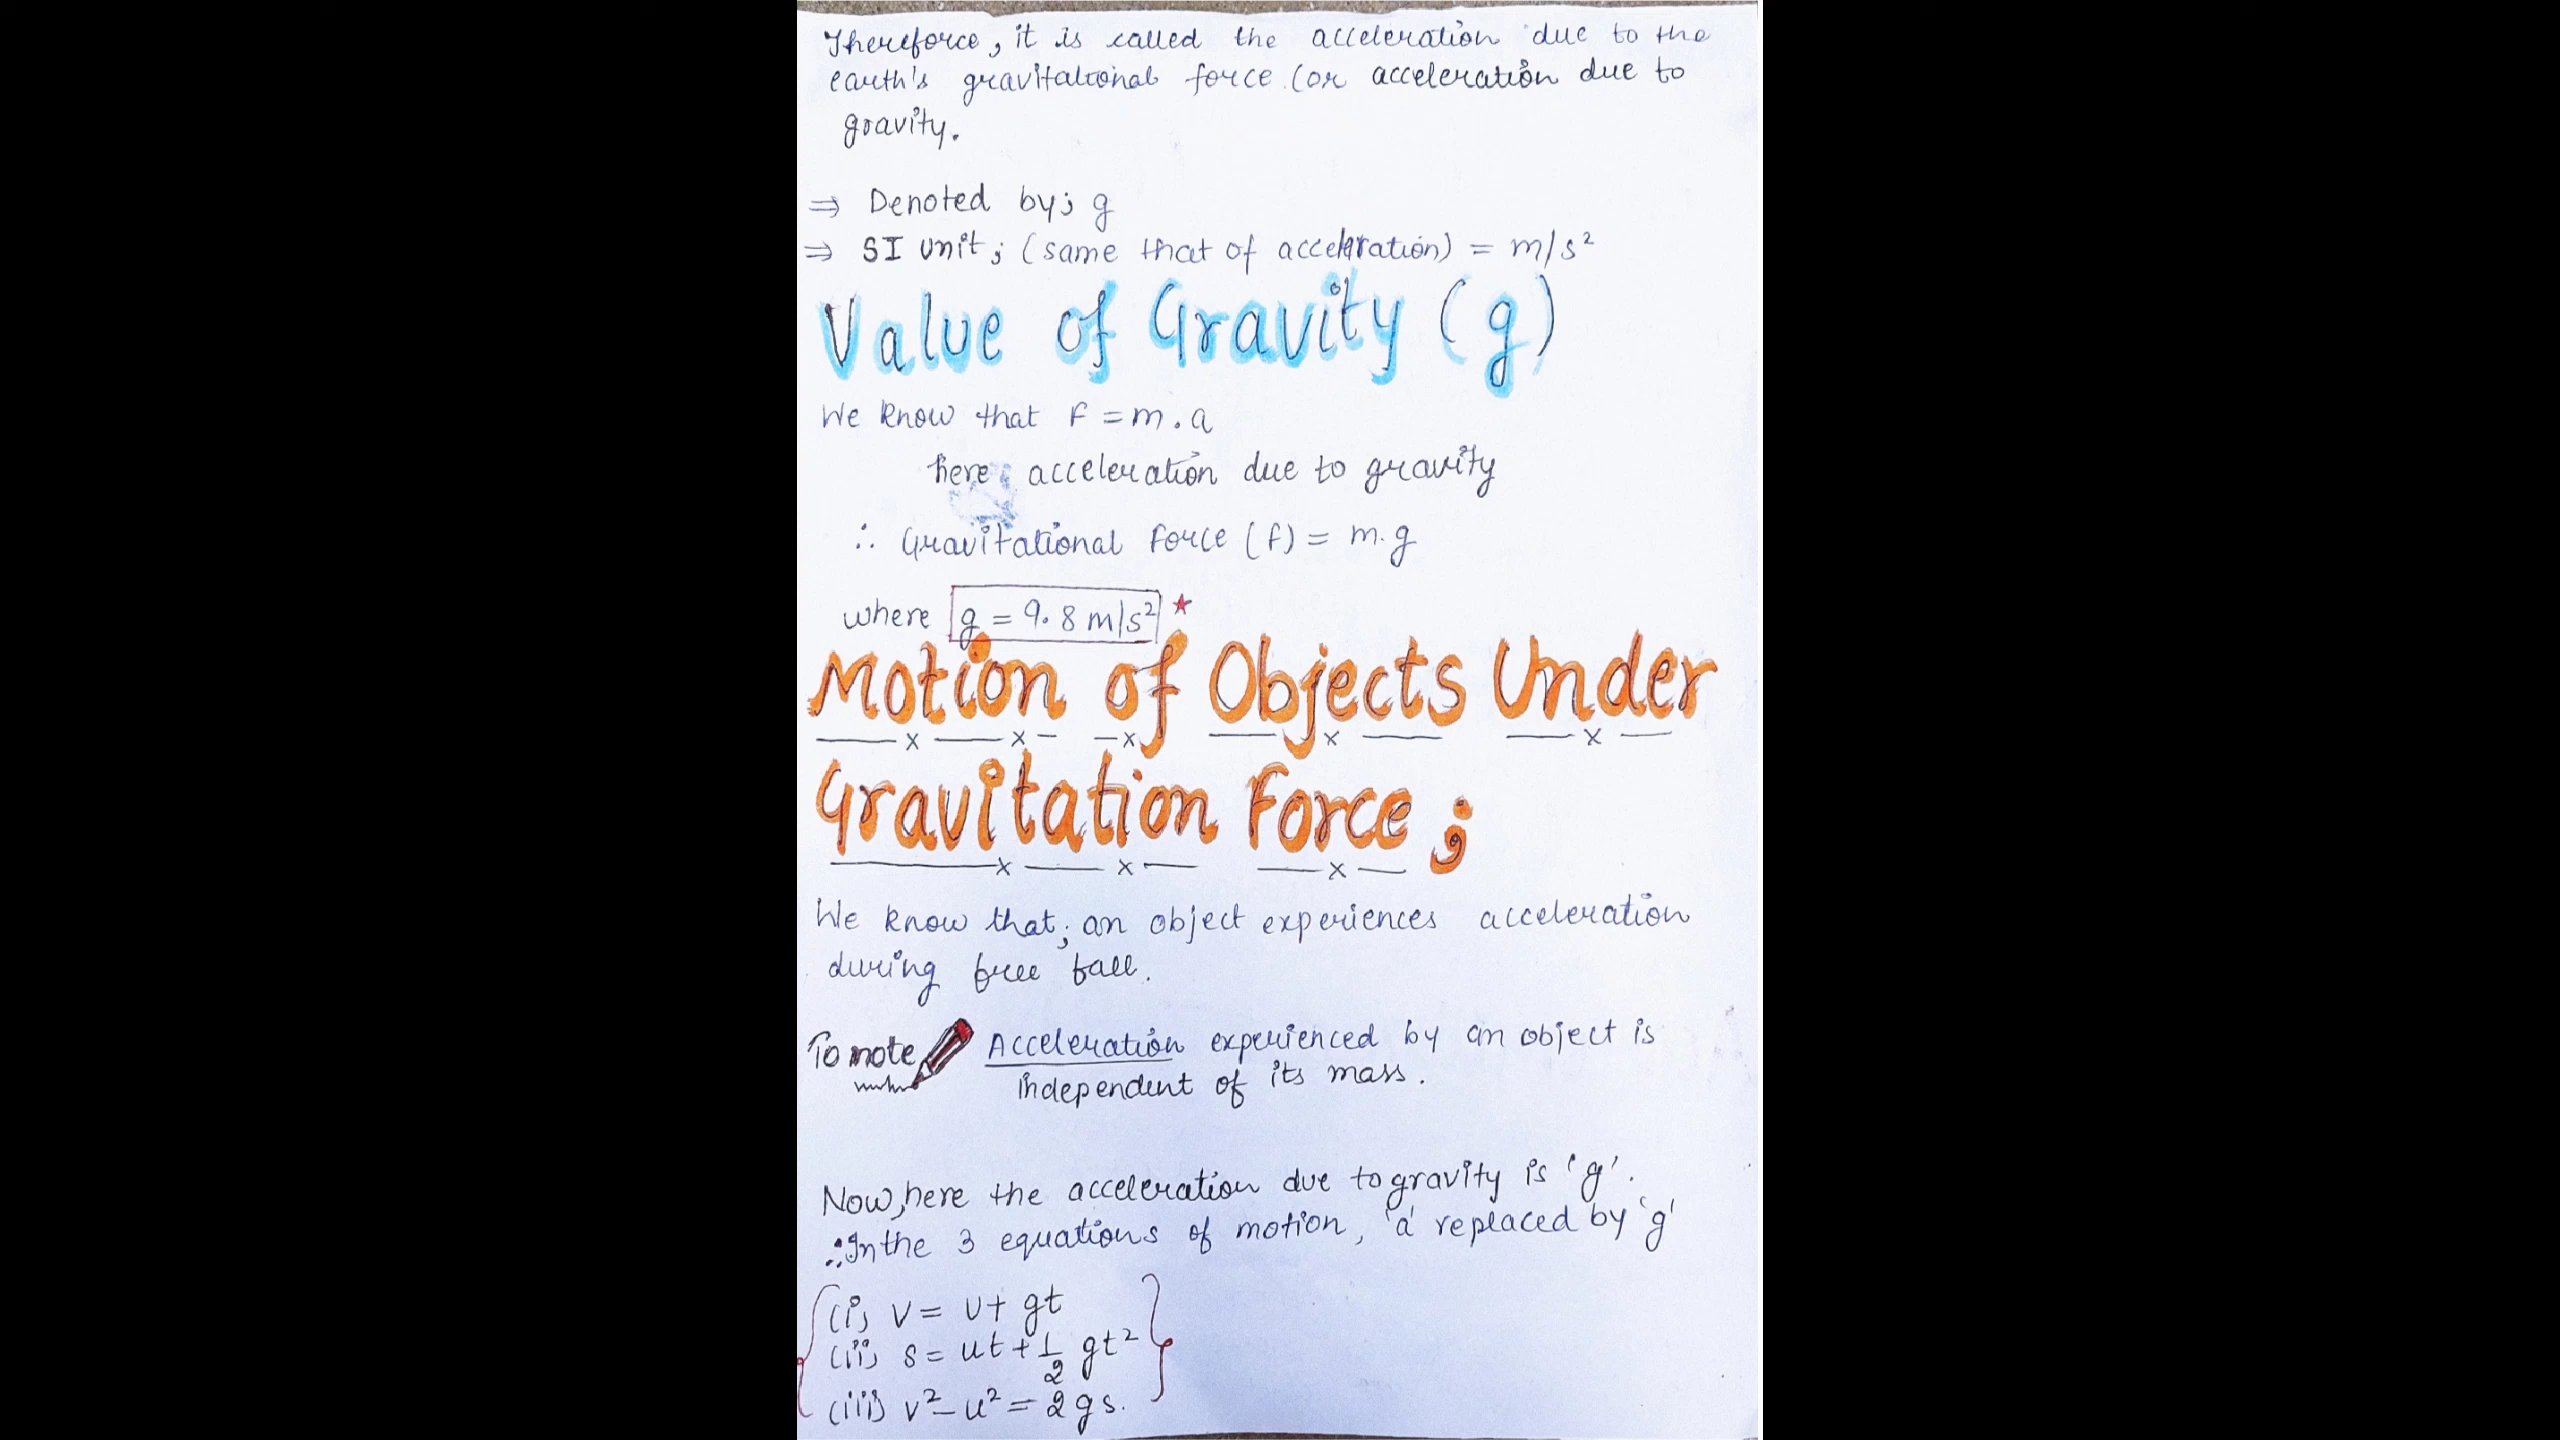 Thereforce, it is called the acceleration due to the
earth's gravitational force (or acceleration due to
gravity.
⇒ Denoted by; g
⇒ SI unit; (same that of acceleration) = m/s²
Value of Gravity (g)
We know that F = m.a
here; acceleration due to gravity
∴ Gravitational Force (F) = m.g
where g = 9.8 m/s² ★
Motion of Objects Under
Gravitation Force;
We know that; an object experiences acceleration
during free fall.
To note Acceleration experienced by an object is
independent of its mass.
Now, here the acceleration due to gravity is 'g'.
∴ In the 3 equations of motion, 'a' replaced by 'g'
(i) v = u + gt
(ii) s = ut + 1/2 gt²
(iii) v² - u² = 2gs.